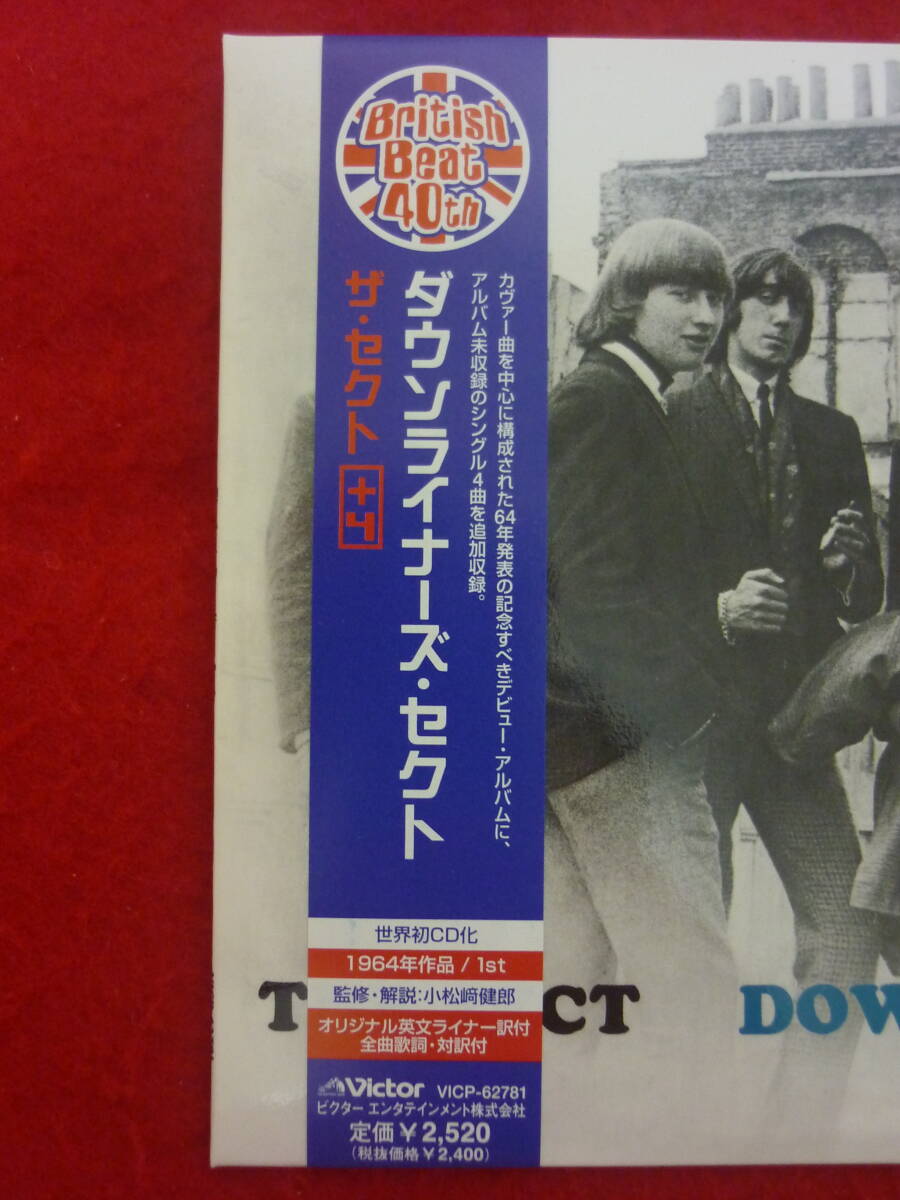 British
Beat
40th
カヴァー曲を中心に構成された64年発表の記念すべきデビュー・アルバムに、
アルバム未収録のシングル4曲を追加収録。
ダウンライナーズ・セクト
ザ・セクト +4
世界初CD化
1964年作品 / 1st
監修・解説:小松﨑健郎
オリジナル英文ライナー訳付
全曲歌詞・対訳付
Victor VICP-62781
ビクター エンタテインメント株式会社
定価￥2,520
(税抜価格￥2,400)
T CT DOW